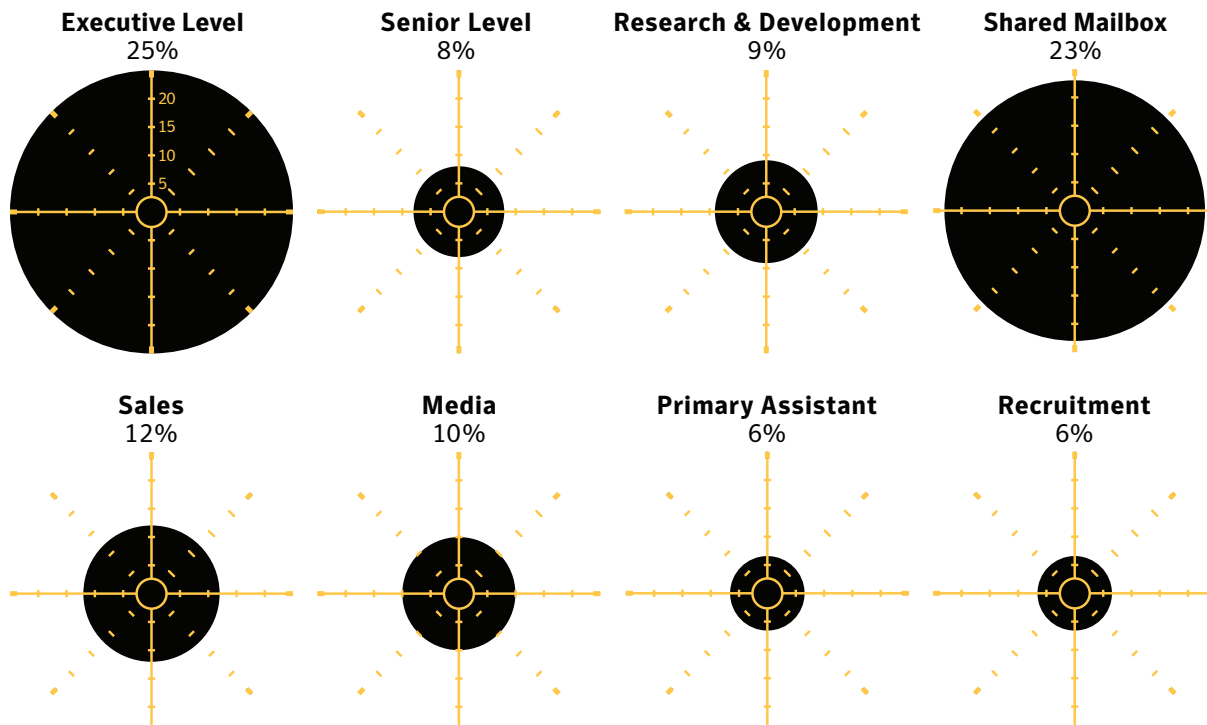 Executive Level
25%
Senior Level
8%
Research & Development
9%
Shared Mailbox
23%
20
15
10
5
Sales
12%
Media
10%
Primary Assistant
6%
Recruitment
6%